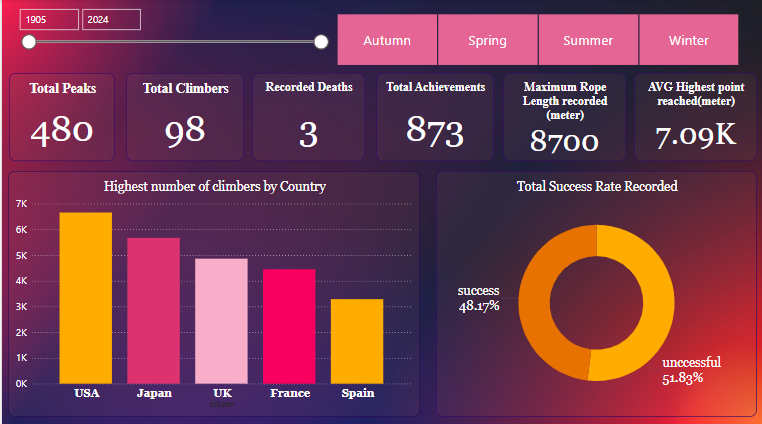 1905 2024
Autumn Spring Summer Winter
Total Peaks
480
Total Climbers
98
Recorded Deaths
3
Total Achievements
873
Maximum Rope
Length recorded
(meter)
8700
AVG Highest point
reached(meter)
7.09K
Highest number of climbers by Country
7K
6K
5K
4K
3K
2K
1K
0K
USA Japan UK France Spain
citizen
Total Success Rate Recorded
success
48.17%
unccessful
51.83%